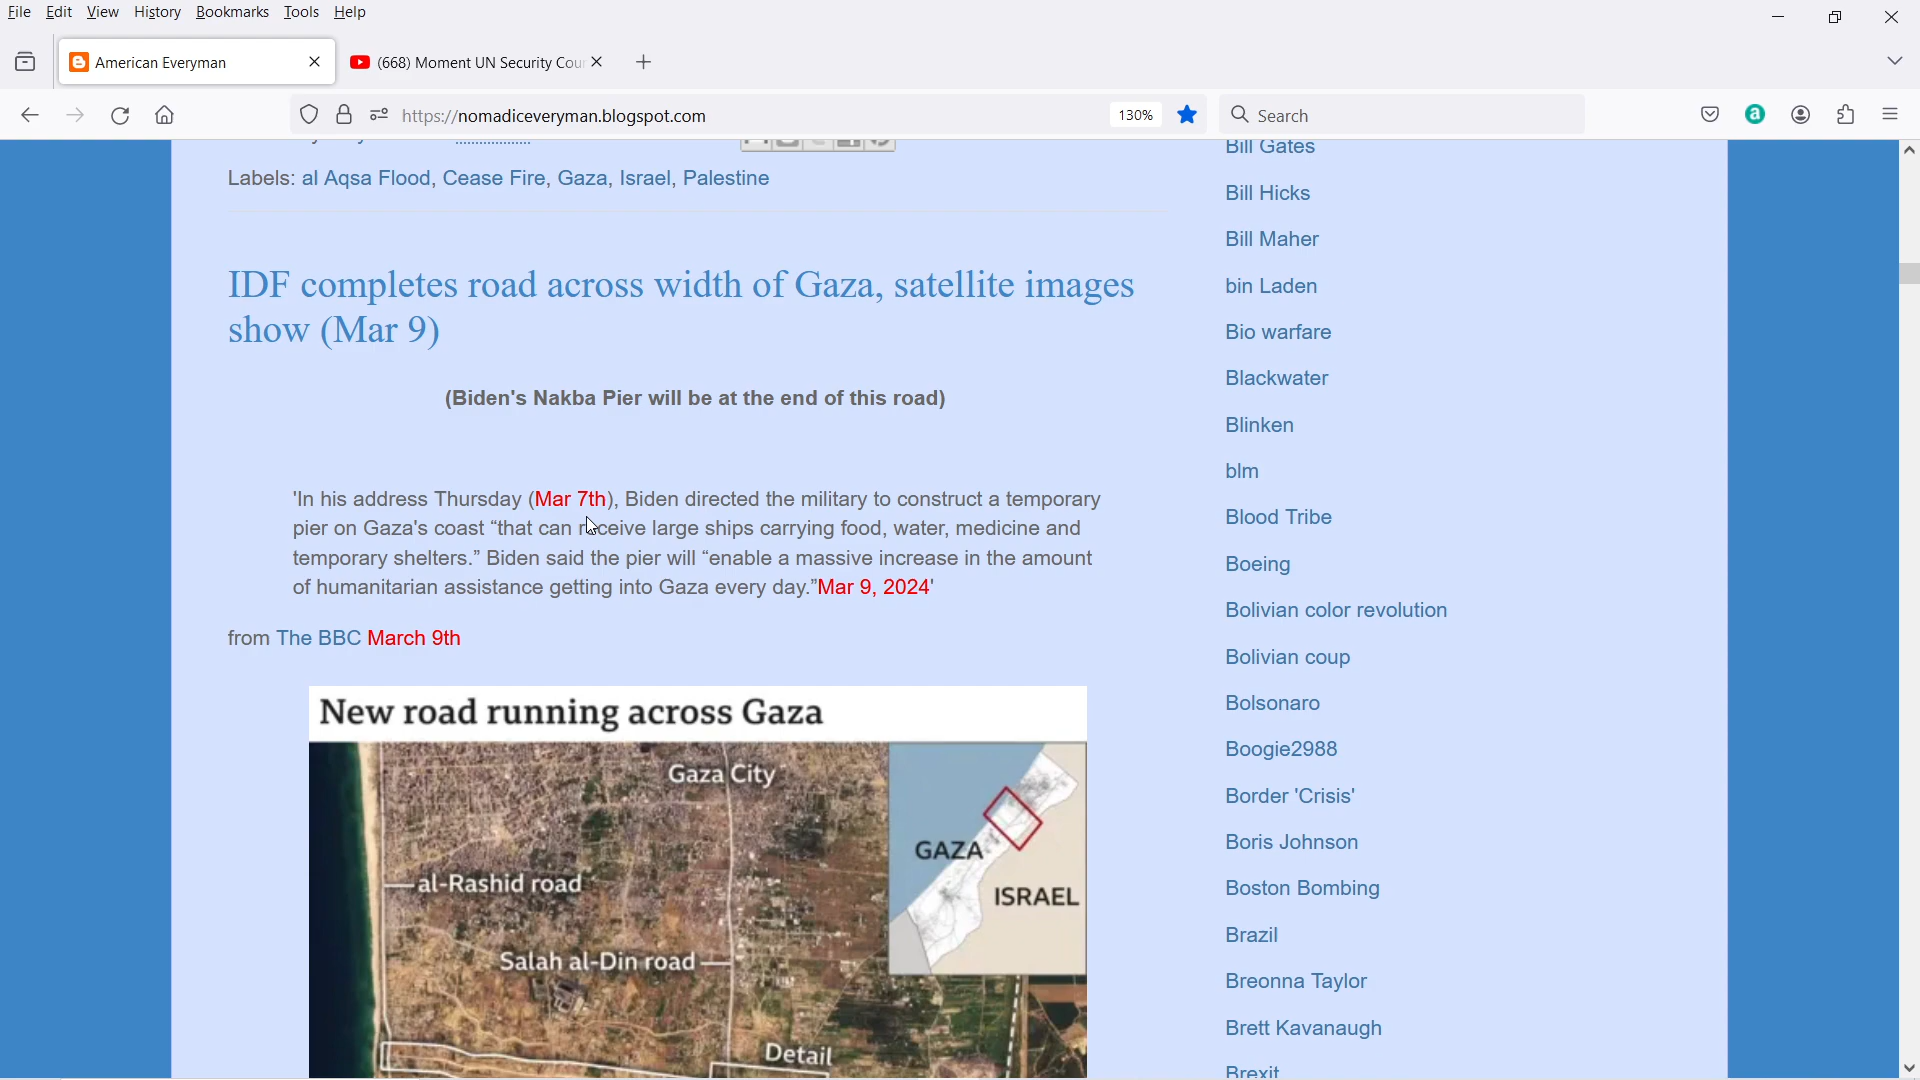 File Edit View History Bookmarks Tools Help
American Everyman
(668) Moment UN Security Cou
https://nomadiceveryman.blogspot.com
130%
Search
Labels: al Aqsa Flood, Cease Fire, Gaza, Israel, Palestine
IDF completes road across width of Gaza, satellite images
show (Mar 9)
(Biden's Nakba Pier will be at the end of this road)
'In his address Thursday (Mar 7th), Biden directed the military to construct a temporary
pier on Gaza's coast “that can receive large ships carrying food, water, medicine and
temporary shelters.” Biden said the pier will “enable a massive increase in the amount
of humanitarian assistance getting into Gaza every day.”Mar 9, 2024'
from The BBC March 9th
New road running across Gaza
Gaza City
al-Rashid road
Salah al-Din road
Detail
GAZA
ISRAEL
Bill Gates
Bill Hicks
Bill Maher
bin Laden
Bio warfare
Blackwater
Blinken
blm
Blood Tribe
Boeing
Bolivian color revolution
Bolivian coup
Bolsonaro
Boogie2988
Border 'Crisis'
Boris Johnson
Boston Bombing
Brazil
Breonna Taylor
Brett Kavanaugh
Brexit